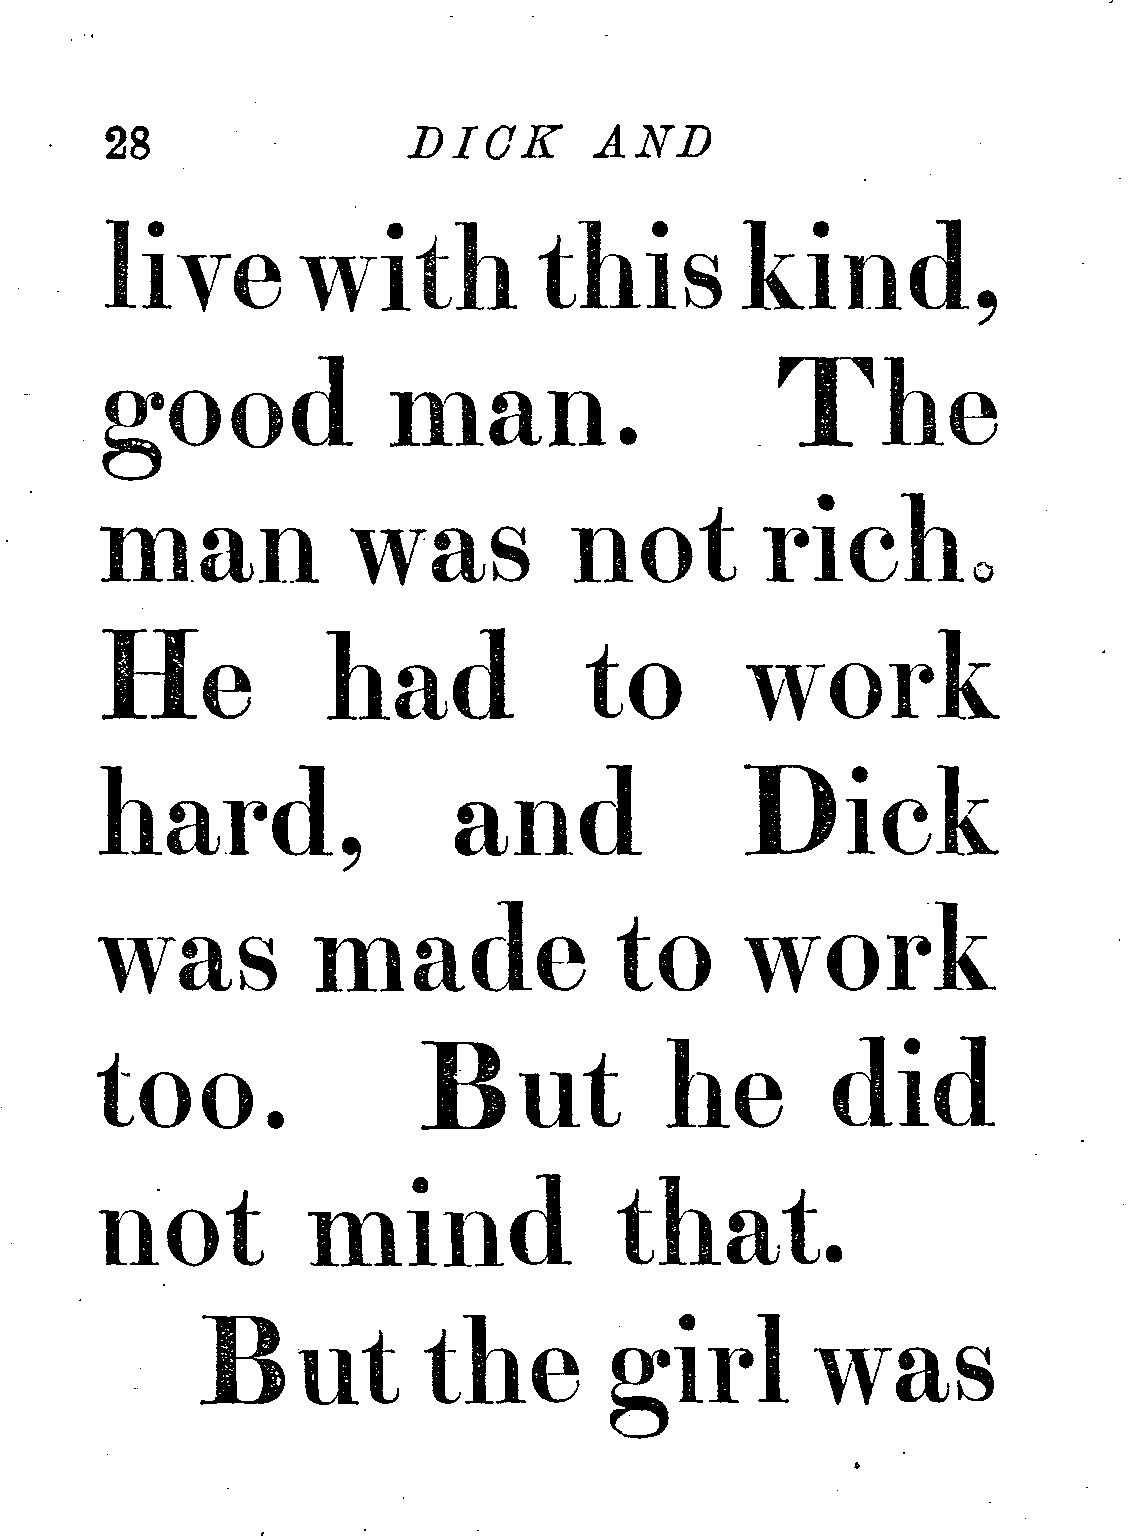 28 DICK AND
live with this kind,
good man. The
man was not rich.
He had to work
hard, and Dick
was made to work
too. But he did
not mind that.
But the girl was